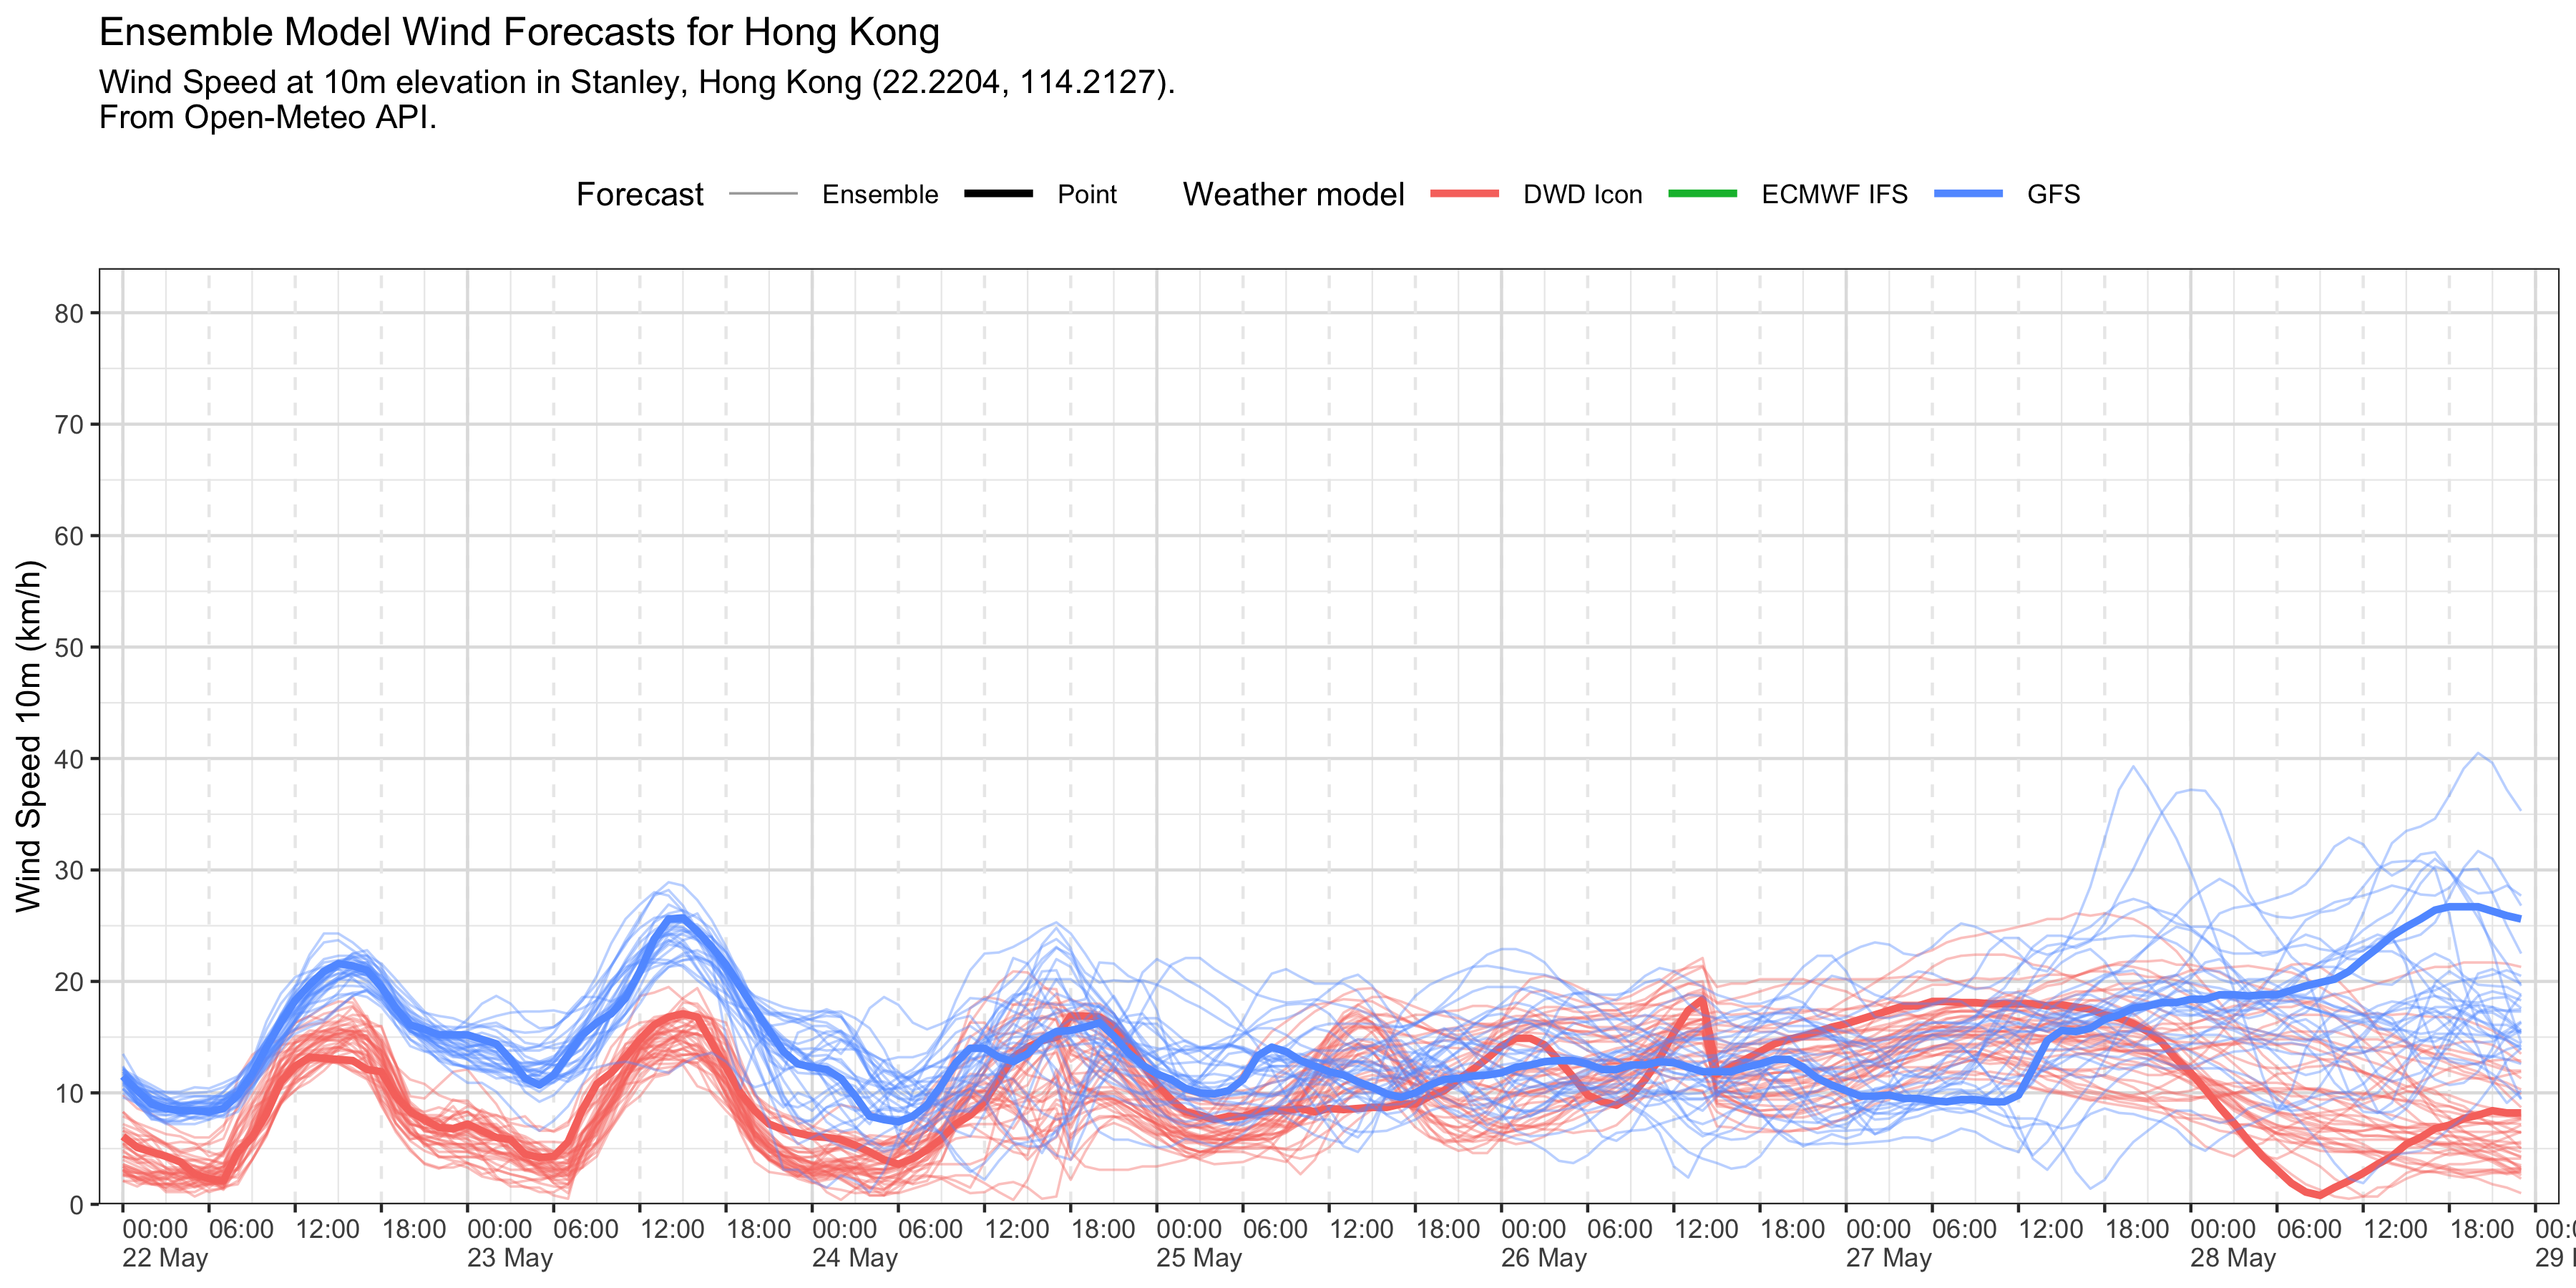 Ensemble Model Wind Forecasts for Hong Kong
Wind Speed at 10m elevation in Stanley, Hong Kong (22.2204, 114.2127).
From Open-Meteo API.
Forecast Ensemble Point Weather model DWD Icon ECMWF IFS GFS
Wind Speed 10m (km/h)
80
70
60
50
40
30
20
10
0
00:00 06:00 12:00 18:00 00:00 06:00 12:00 18:00 00:00 06:00 12:00 18:00 00:00 06:00 12:00 18:00 00:00 06:00 12:00 18:00 00:00 06:00 12:00 18:00 00:00 06:00 12:00 18:00 00:
22 May 23 May 24 May 25 May 26 May 27 May 28 May 29